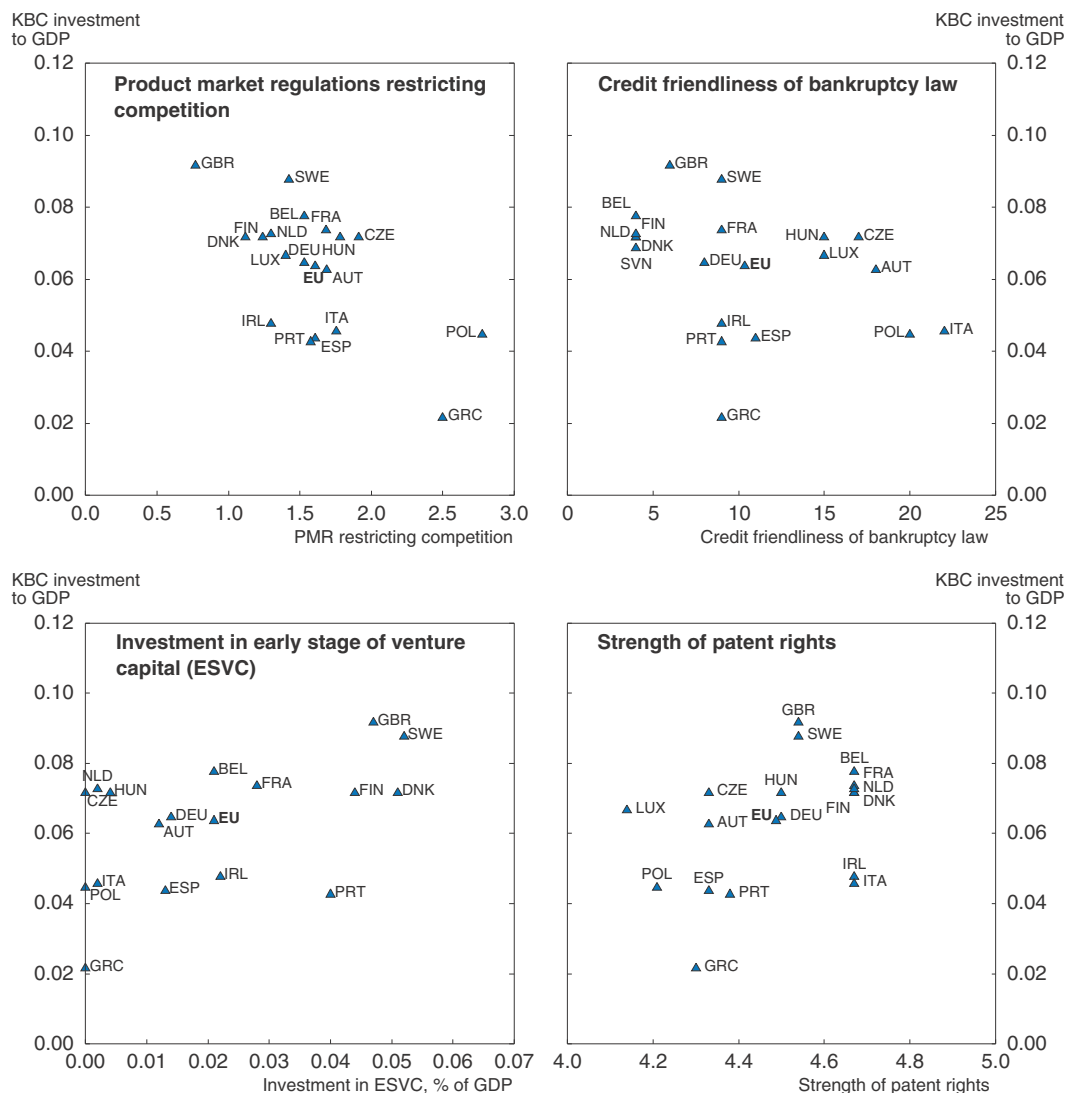 KBC investment
to GDP
KBC investment
to GDP
0.12
0.12
Product market regulations restricting
competition
Credit friendliness of bankruptcy law
0.10
0.10
GBR
SWE
GBR
SWE
0.08
0.08
BEL
FRA
BEL
FIN
NLD
CZE
FIN
FRA
HUN
CZE
DNK
NLD
DNK
DEU
HUN
LUX
SVN
DEU
EU
LUX
AUT
EU
AUT
0.06
0.06
IRL
ITA
IRL
PRT
ESP
POL
PRT
ESP
POL
ITA
0.04
0.04
GRC
GRC
0.02
0.02
0.00
0.00
0.0
0.5
1.0
1.5
2.0
2.5
3.0
0
5
10
15
20
25
PMR restricting competition
Credit friendliness of bankruptcy law
KBC investment
to GDP
KBC investment
to GDP
0.12
0.12
Investment in early stage of venture
capital (ESVC)
Strength of patent rights
0.10
0.10
GBR
SWE
GBR
SWE
0.08
0.08
NLD
BEL
BEL
FRA
CZE
HUN
FRA
FIN
DNK
CZE
HUN
NLD
DNK
DEU
EU
LUX
EU
DEU
FIN
AUT
AUT
0.06
0.06
ITA
IRL
IRL
POL
ESP
PRT
POL
ESP
PRT
ITA
0.04
0.04
GRC
GRC
0.02
0.02
0.00
0.00
0.00
0.01
0.02
0.03
0.04
0.05
0.06
0.07
4.0
4.2
4.4
4.6
4.8
5.0
Investment in ESVC, % of GDP
Strength of patent rights